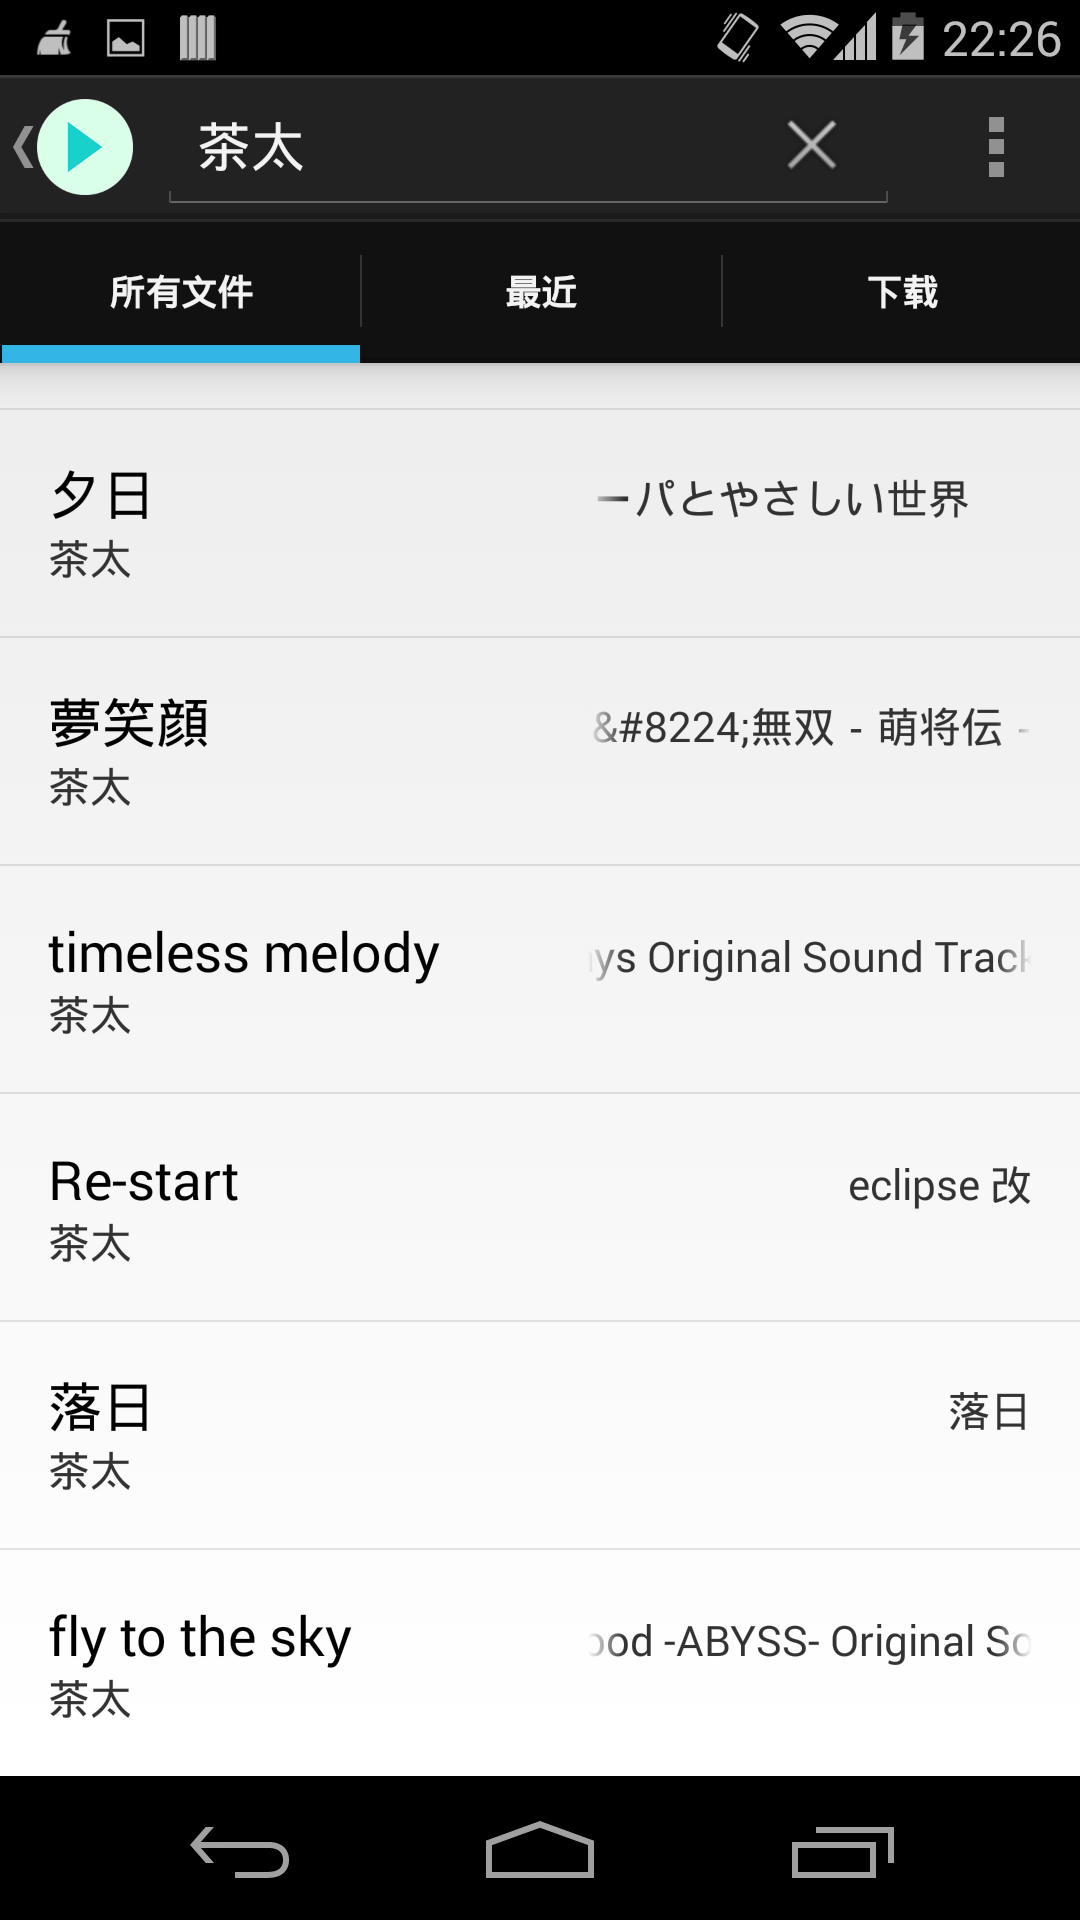 22:26
茶太
所有文件
最近
下载
夕日
ーパとやさしい世界
茶太
夢笑顔
&#8224;無双 - 萌将伝 -
茶太
timeless melody
ys Original Sound Track
茶太
Re-start
eclipse 改
茶太
落日
落日
茶太
fly to the sky
ood -ABYSS- Original So
茶太